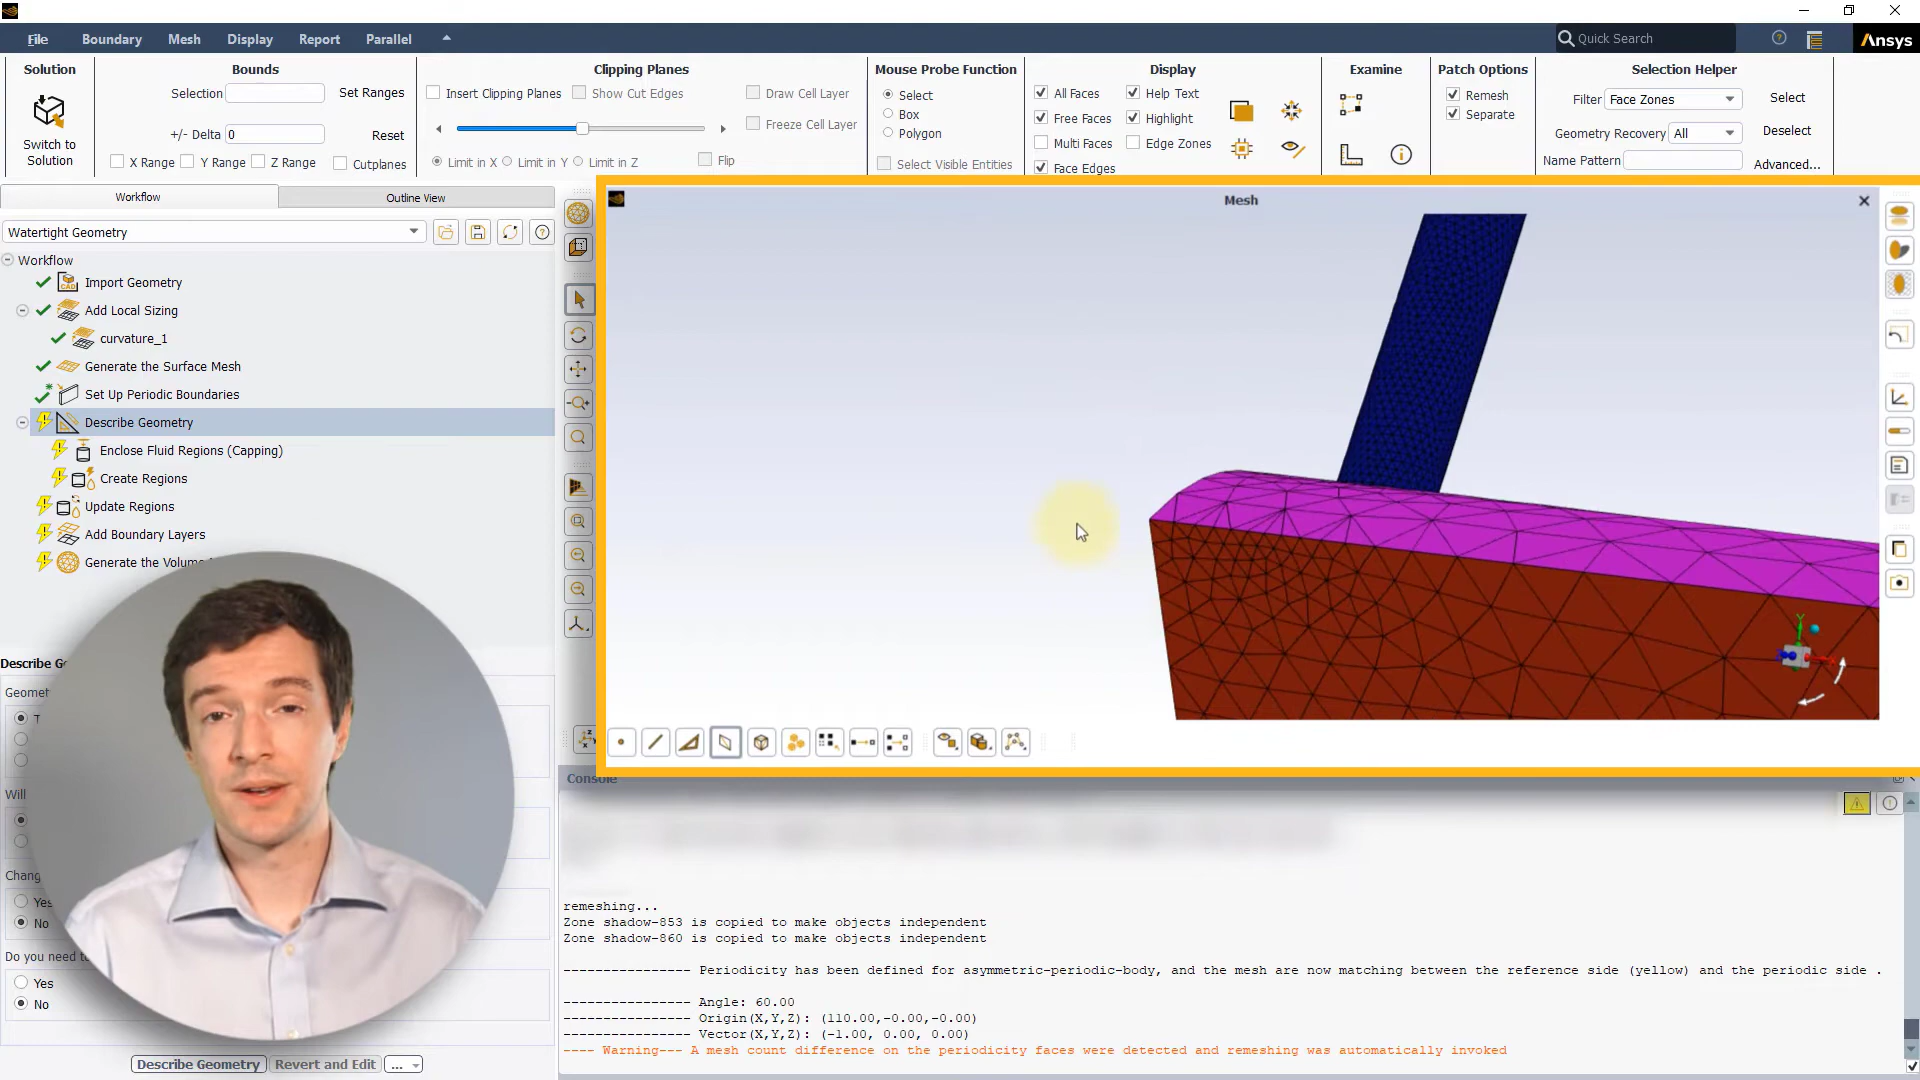 File Boundary Mesh Display Report Parallel
Quick Search
Ansys
Solution
Switch to
Solution
Bounds
Selection Set Ranges
+/- Delta 0 Reset
X Range Y Range Z Range Cutplanes
Clipping Planes
Insert Clipping Planes Show Cut Edges Draw Cell Layer
Freeze Cell Layer
Limit in X Limit in Y Limit in Z Flip
Mouse Probe Function
Select
Box
Polygon
Select Visible Entities
Display
All Faces Help Text
Free Faces Highlight
Multi Faces Edge Zones
Face Edges
Examine
Patch Options
Remesh
Separate
Selection Helper
Filter Face Zones Select
Geometry Recovery All Deselect
Name Pattern Advanced...
Workflow Outline View
Watertight Geometry
Workflow
Import Geometry
Add Local Sizing
curvature_1
Generate the Surface Mesh
Set Up Periodic Boundaries
Describe Geometry
Enclose Fluid Regions (Capping)
Create Regions
Update Regions
Add Boundary Layers
Generate the Volume
Mesh
Y
Describe
Will
Yes
No
Do you need
Yes
No
Describe Geometry Revert and Edit ...
Console
remeshing...
Zone shadow-853 is copied to make objects independent
Zone shadow-860 is copied to make objects independent
---------------- Periodicity has been defined for asymmetric-periodic-body, and the mesh are now matching between the reference side (yellow) and the periodic side .
---------------- Angle: 60.00
---------------- Origin(X,Y,Z): (110.00,-0.00,-0.00)
---------------- Vector(X,Y,Z): (-1.00, 0.00, 0.00)
---- Warning--- A mesh count difference on the periodicity faces were detected and remeshing was automatically invoked